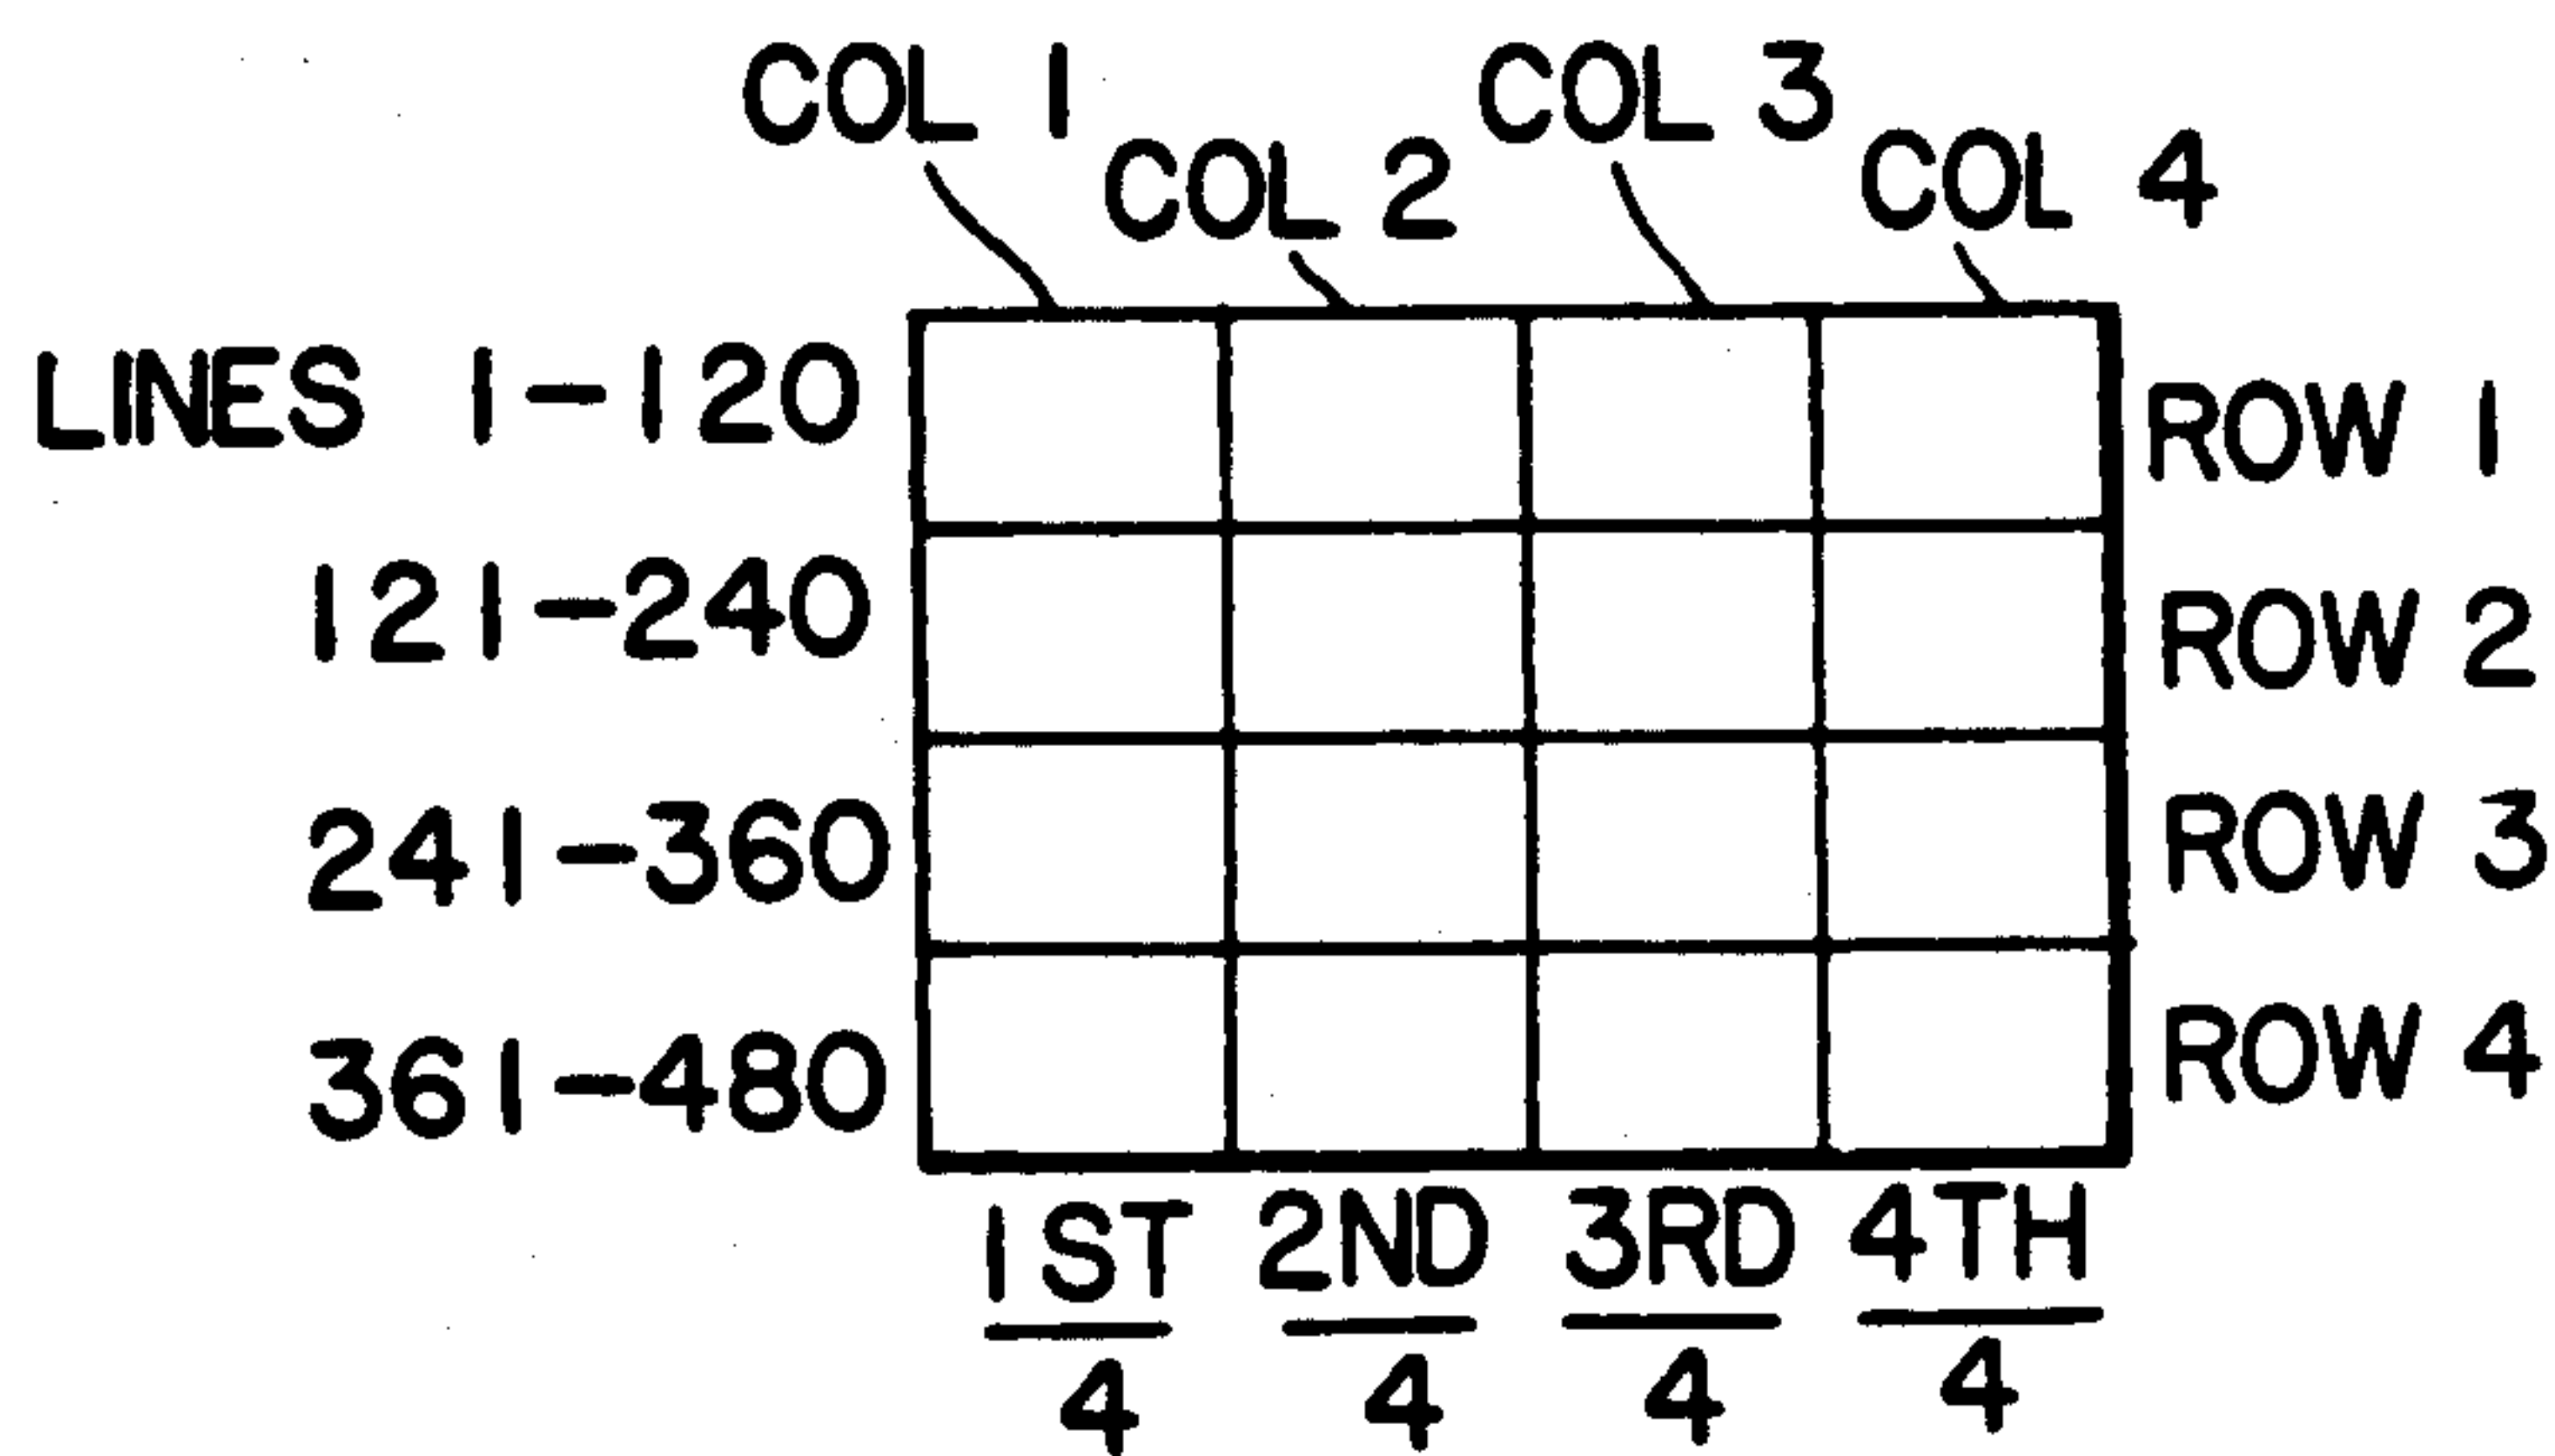 COL 1
COL 2
COL 3
COL 4
LINES 1-120
ROW 1
121-240
ROW 2
241-360
ROW 3
361-480
ROW 4
1ST
4
2ND
4
3RD
4
4TH
4